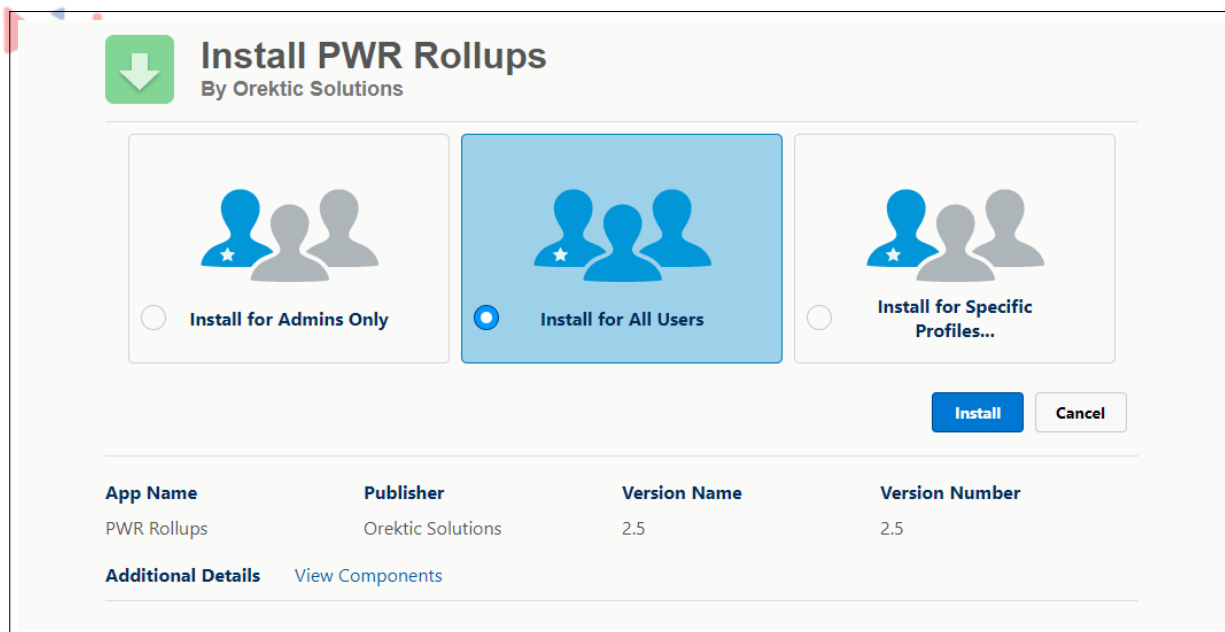 Install PWR Rollups
By Orektic Solutions
Install for Admins Only
Install for All Users
Install for Specific
Profiles...
Install Cancel
App Name Publisher Version Name Version Number
PWR Rollups Orektic Solutions 2.5 2.5
Additional Details View Components